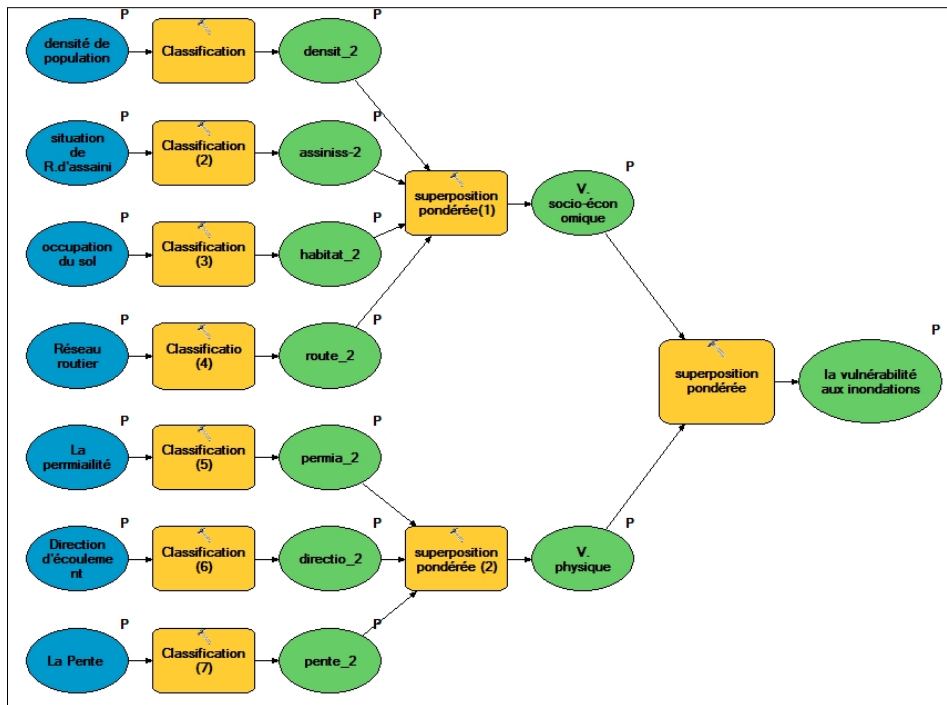 P
densité de
population
Classification
P
densit_2
P
situation
de
R.d'assaini
Classification
(2)
P
assiniss-2
P
occupation
du sol
Classification
(3)
P
habitat_2
P
Réseau
routier
Classificatio
(4)
P
route_2
superposition
pondérée(1)
P
V.
socio-écon
omique
P
La
permiailité
Classification
(5)
P
permia_2
P
Direction
d'écouleme
nt
Classification
(6)
P
directio_2
P
La Pente
Classification
(7)
P
pente_2
superposition
pondérée (2)
P
V.
physique
superposition
pondérée
P
la vulnérabilité
aux inondations